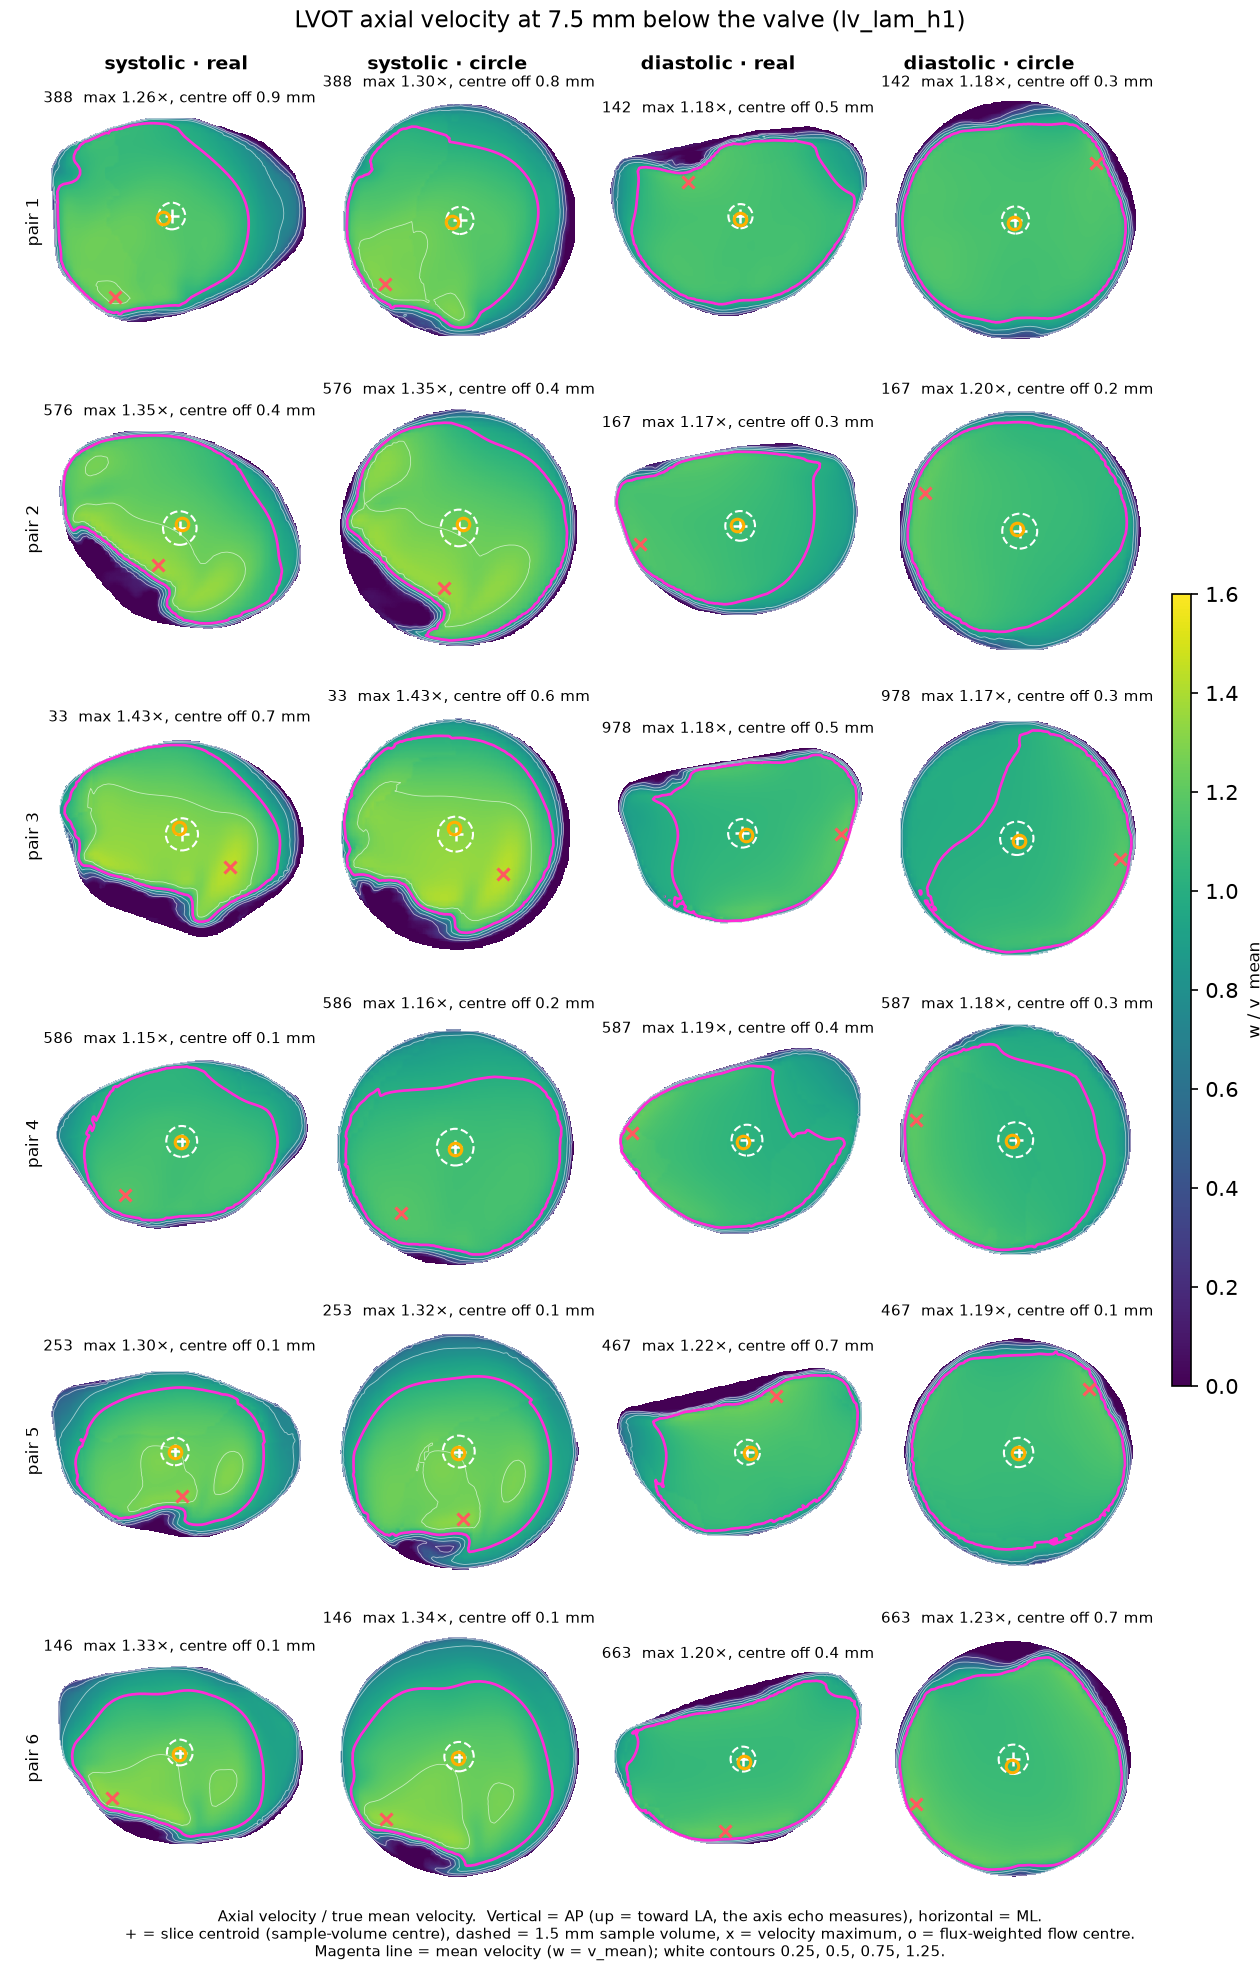 LVOT axial velocity at 7.5 mm below the valve (lv_lam_h1)
systolic · real
systolic · circle
diastolic · real
diastolic · circle
pair 1
388 max 1.26×, centre off 0.9 mm
388 max 1.30×, centre off 0.8 mm
142 max 1.18×, centre off 0.5 mm
142 max 1.18×, centre off 0.3 mm
pair 2
576 max 1.35×, centre off 0.4 mm
576 max 1.35×, centre off 0.4 mm
167 max 1.17×, centre off 0.3 mm
167 max 1.20×, centre off 0.2 mm
pair 3
33 max 1.43×, centre off 0.7 mm
33 max 1.43×, centre off 0.6 mm
978 max 1.18×, centre off 0.5 mm
978 max 1.17×, centre off 0.3 mm
pair 4
586 max 1.15×, centre off 0.1 mm
586 max 1.16×, centre off 0.2 mm
587 max 1.19×, centre off 0.4 mm
587 max 1.18×, centre off 0.3 mm
pair 5
253 max 1.30×, centre off 0.1 mm
253 max 1.32×, centre off 0.1 mm
467 max 1.22×, centre off 0.7 mm
467 max 1.19×, centre off 0.1 mm
pair 6
146 max 1.33×, centre off 0.1 mm
146 max 1.34×, centre off 0.1 mm
663 max 1.20×, centre off 0.4 mm
663 max 1.23×, centre off 0.7 mm
1.6
1.4
1.2
1.0
0.8
0.6
0.4
0.2
0.0
w / v_mean
Axial velocity / true mean velocity. Vertical = AP (up = toward LA, the axis echo measures), horizontal = ML.
+ = slice centroid (sample-volume centre), dashed = 1.5 mm sample volume, x = velocity maximum, o = flux-weighted flow centre.
Magenta line = mean velocity (w = v_mean); white contours 0.25, 0.5, 0.75, 1.25.